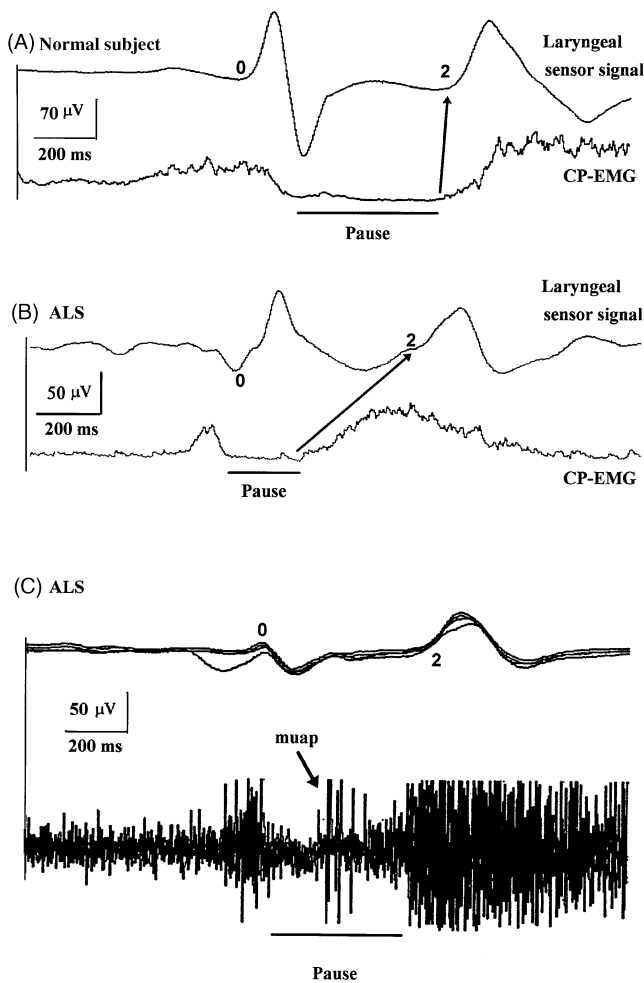 (A) Normal subject
0
2
Laryngeal
sensor signal
70 µV
200 ms
CP-EMG
Pause
(B) ALS
Laryngeal
sensor signal
0
2
50 µV
200 ms
CP-EMG
Pause
(C) ALS
0
2
50 µV
200 ms
muap
Pause